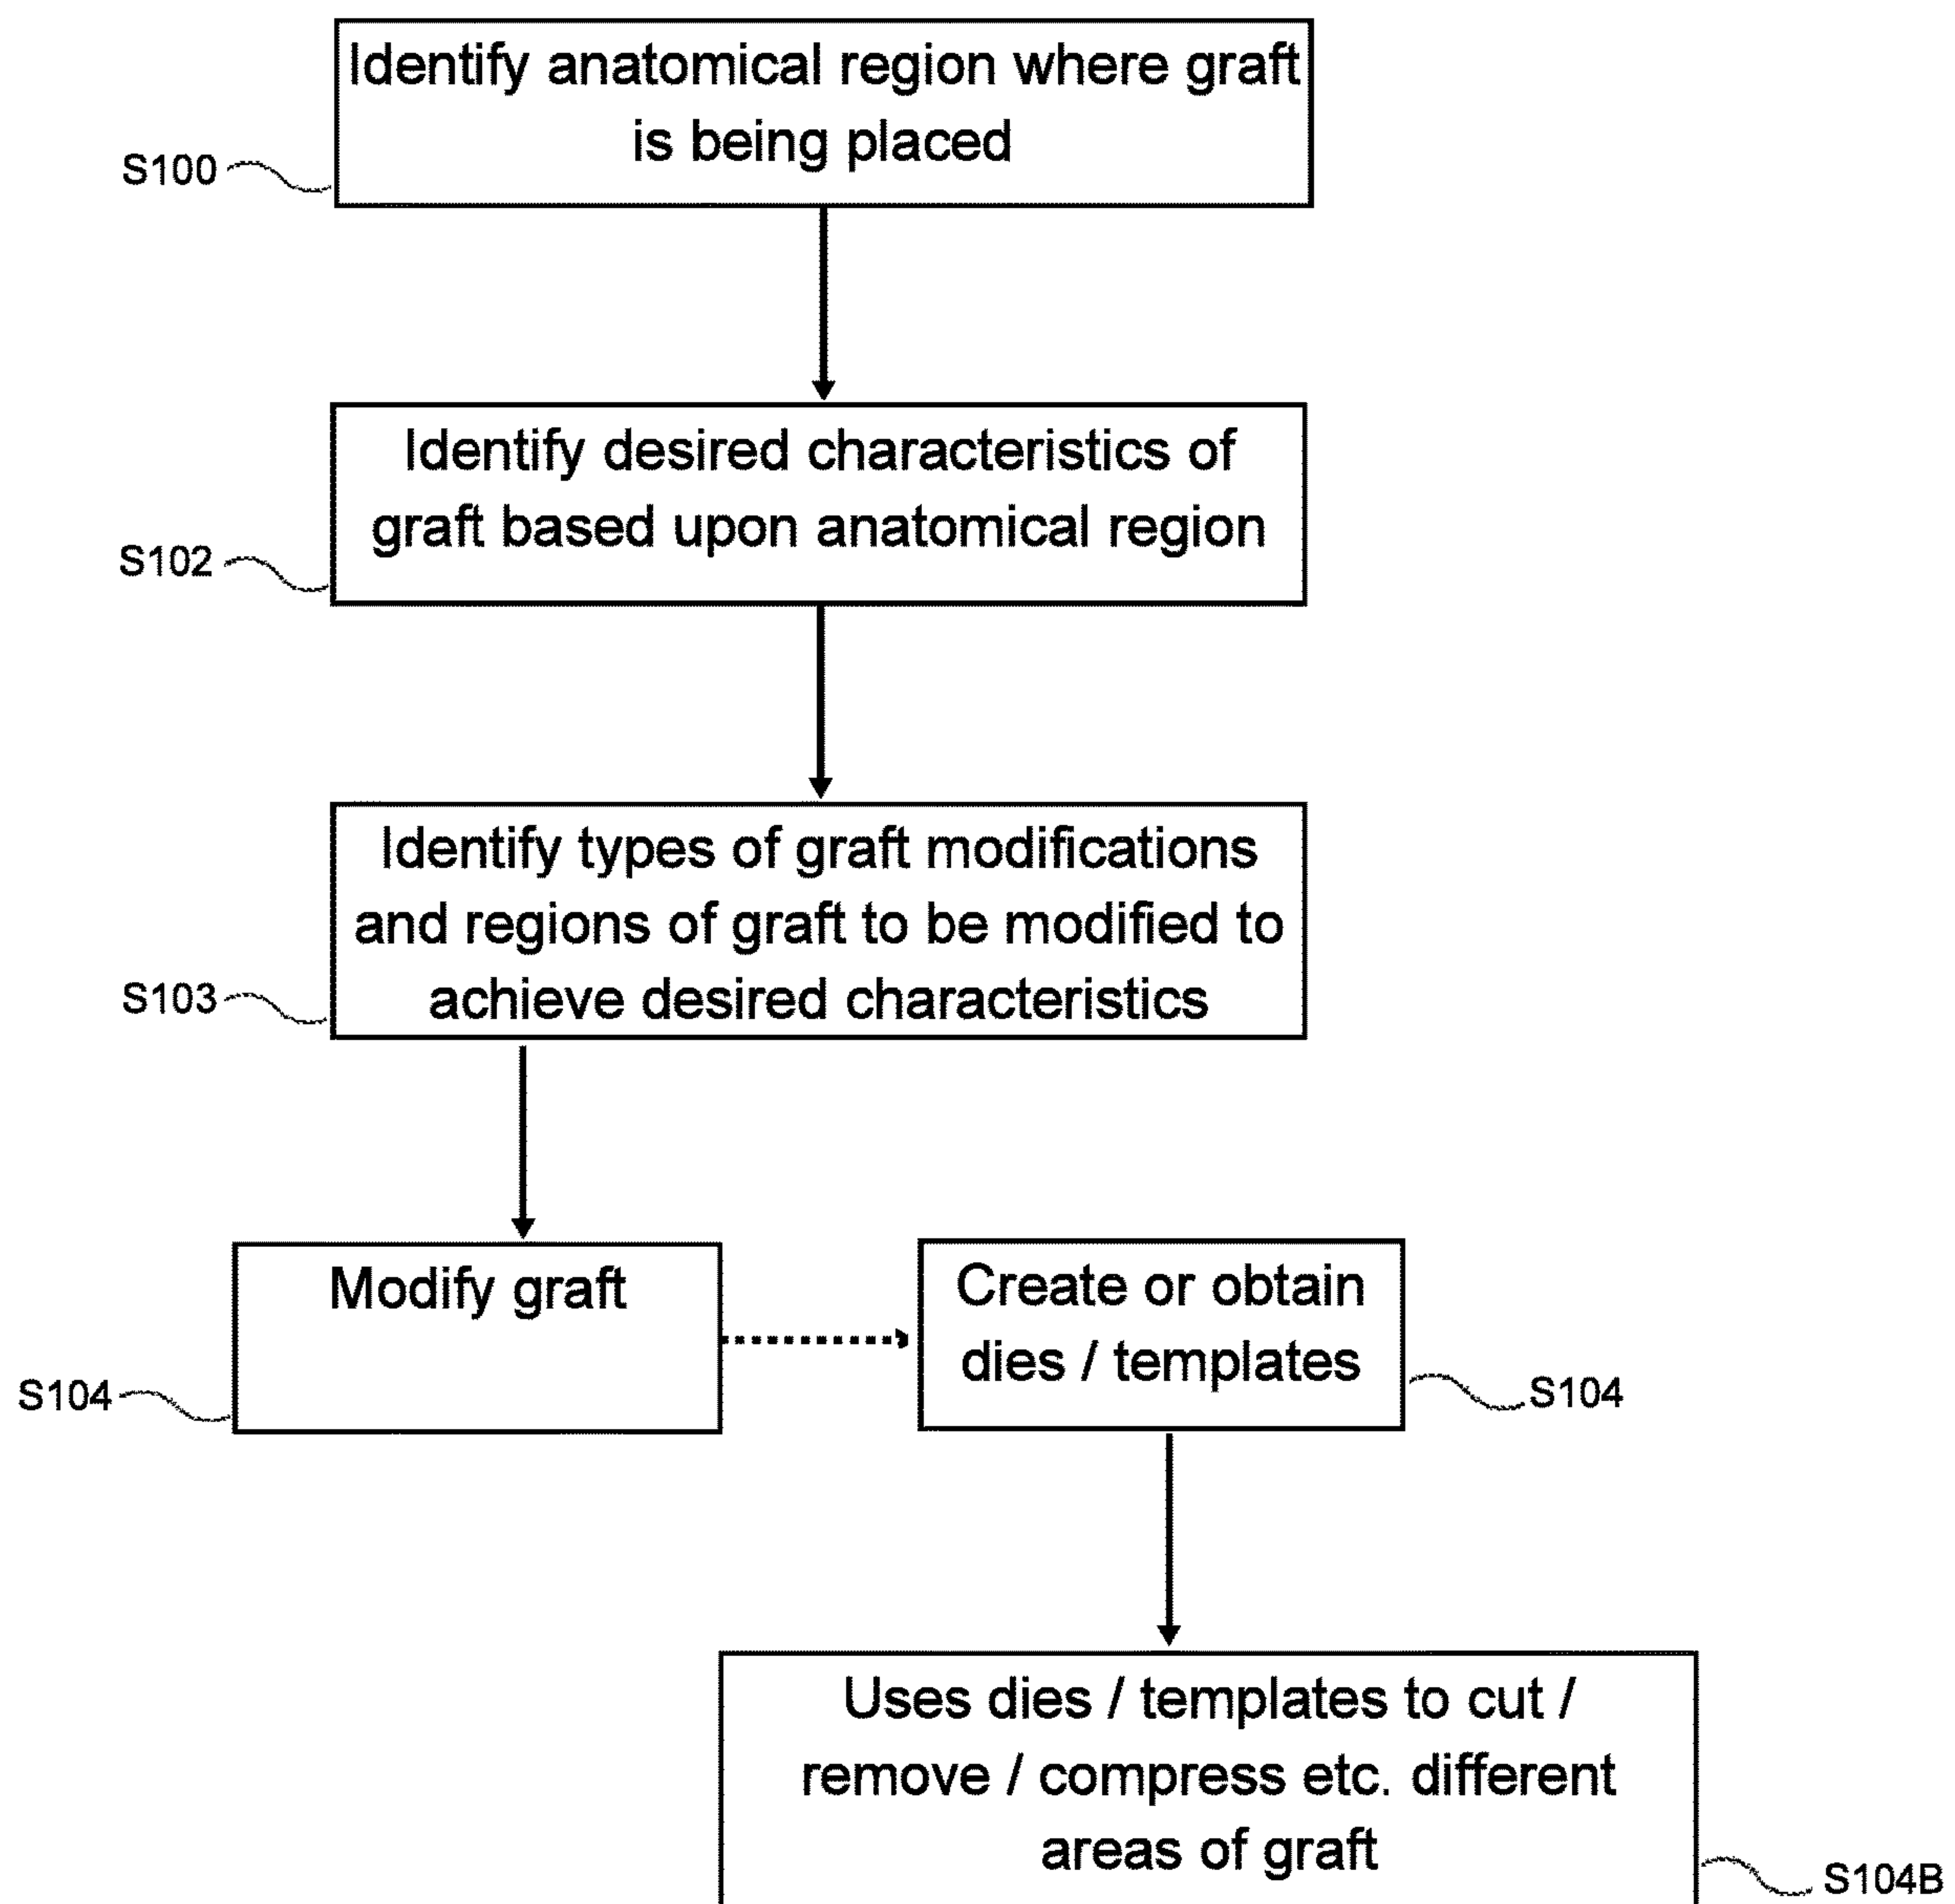 Identify anatomical region where graft
is being placed
S100
Identify desired characteristics of
graft based upon anatomical region
S102
Identify types of graft modifications
and regions of graft to be modified to
achieve desired characteristics
S103
Modify graft
S104
Create or obtain
dies / templates
S104
Uses dies / templates to cut /
remove / compress etc. different
areas of graft
S104B